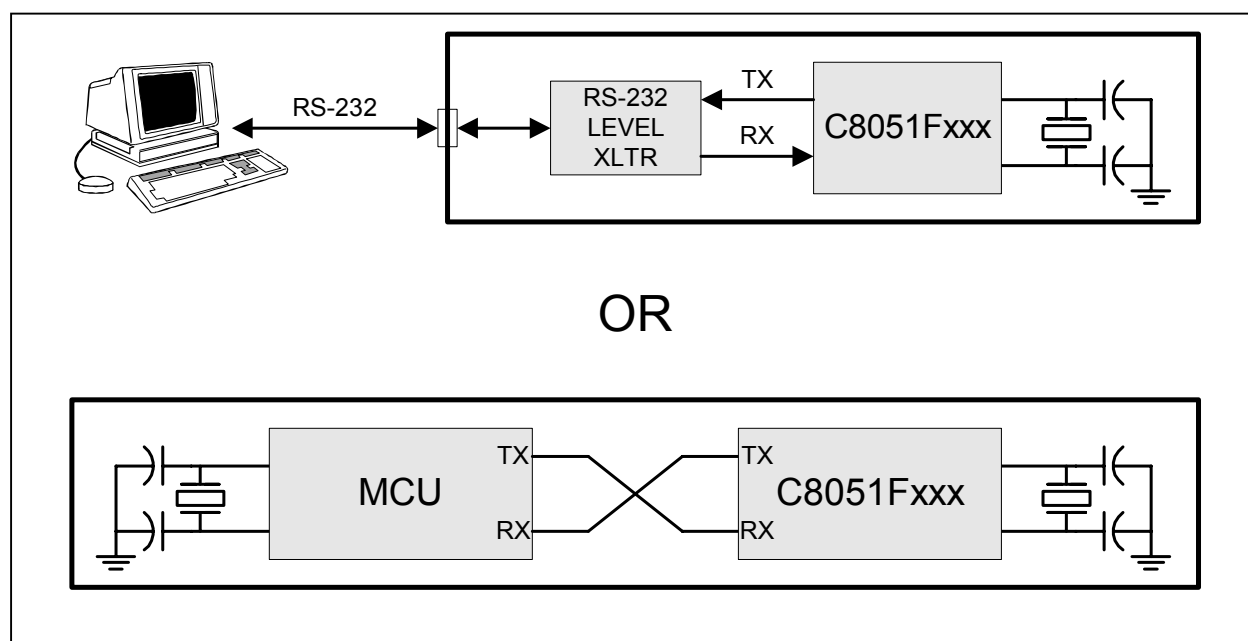 RS-232
RS-232
LEVEL
XLTR
TX
RX
C8051Fxxx
OR
MCU
TX
RX
TX
RX
C8051Fxxx